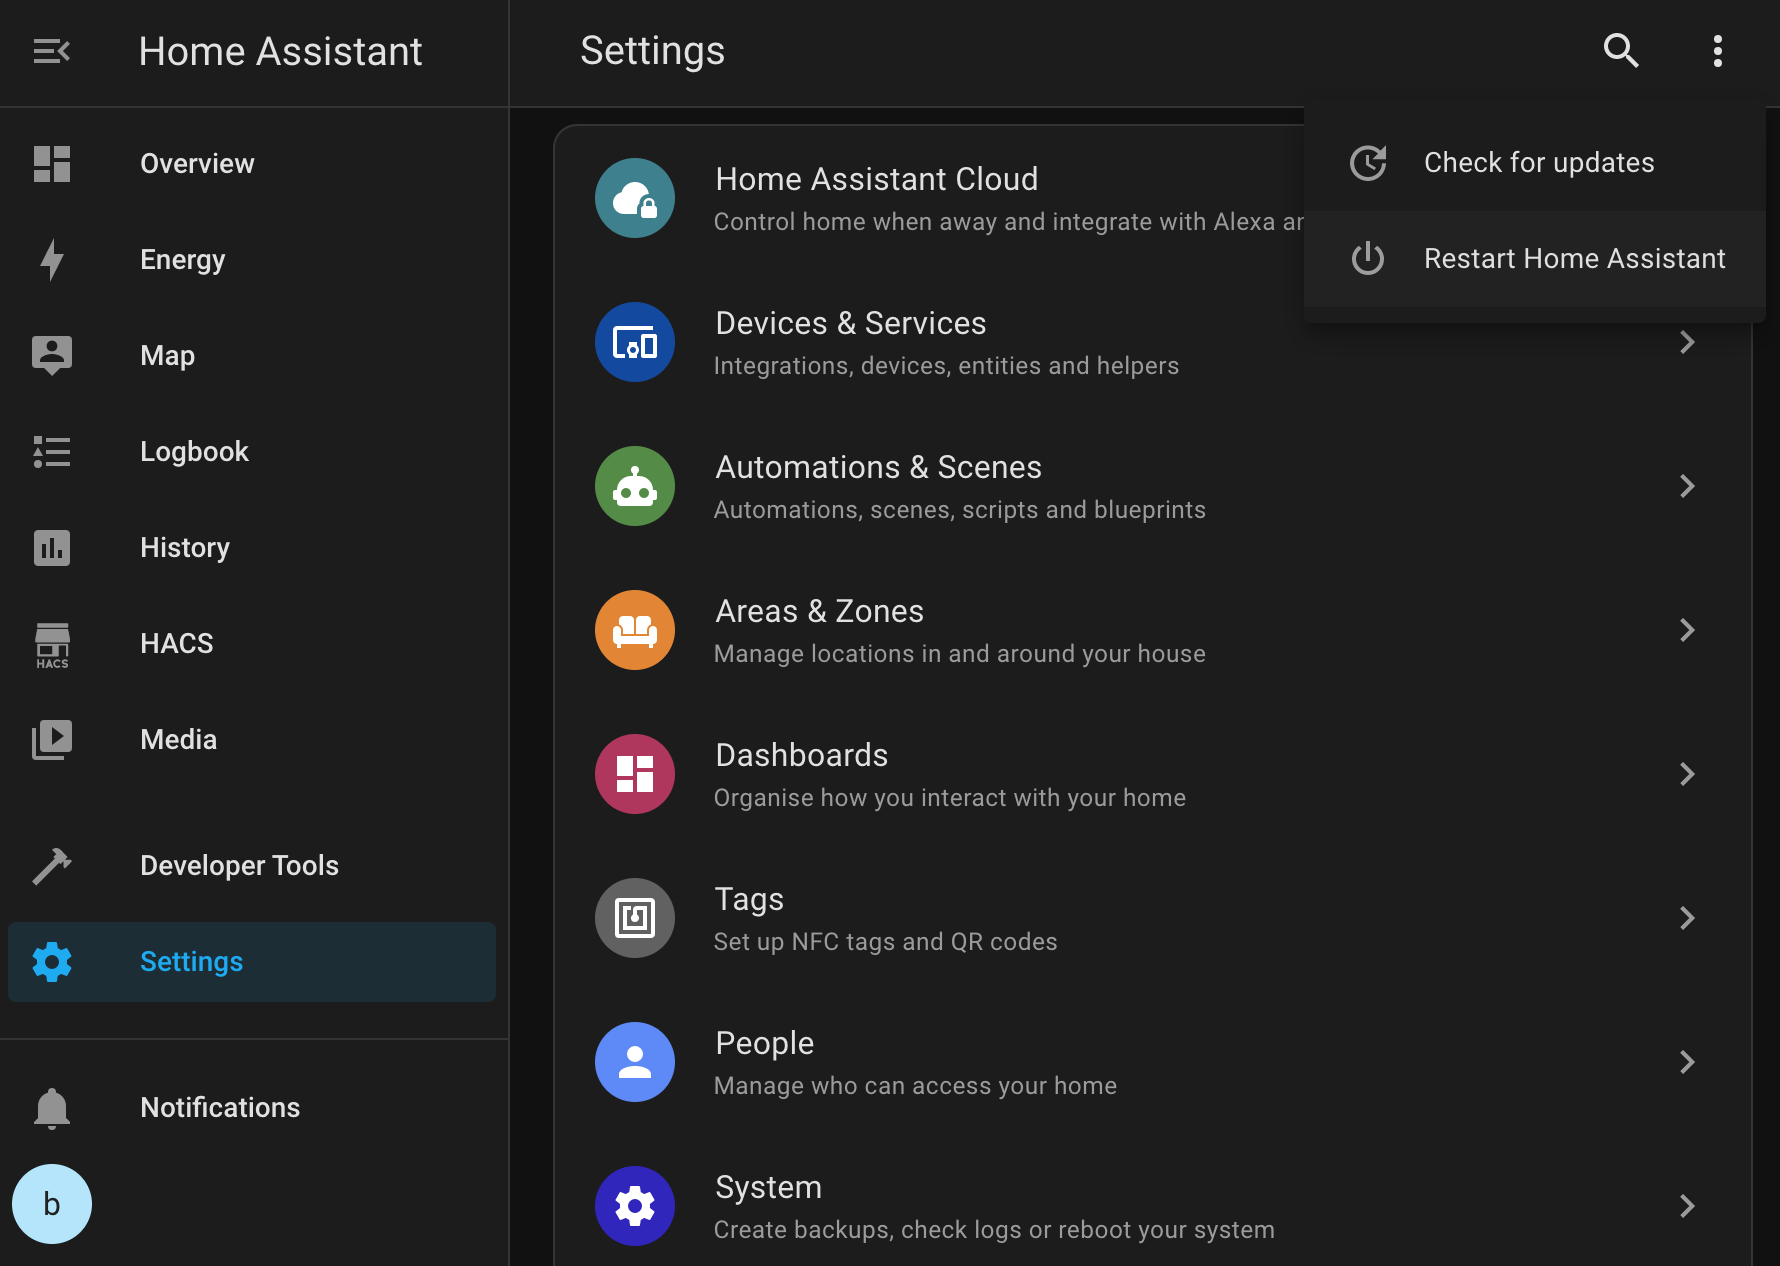 Home Assistant
Overview
Energy
Map
Logbook
History
HACS
HACS
Media
Developer Tools
Settings
Notifications
b
Settings
Check for updates
Restart Home Assistant
Home Assistant Cloud
Control home when away and integrate with Alexa
Devices & Services
Integrations, devices, entities and helpers
Automations & Scenes
Automations, scenes, scripts and blueprints
Areas & Zones
Manage locations in and around your house
Dashboards
Organise how you interact with your home
Tags
Set up NFC tags and QR codes
People
Manage who can access your home
System
Create backups, check logs or reboot your system